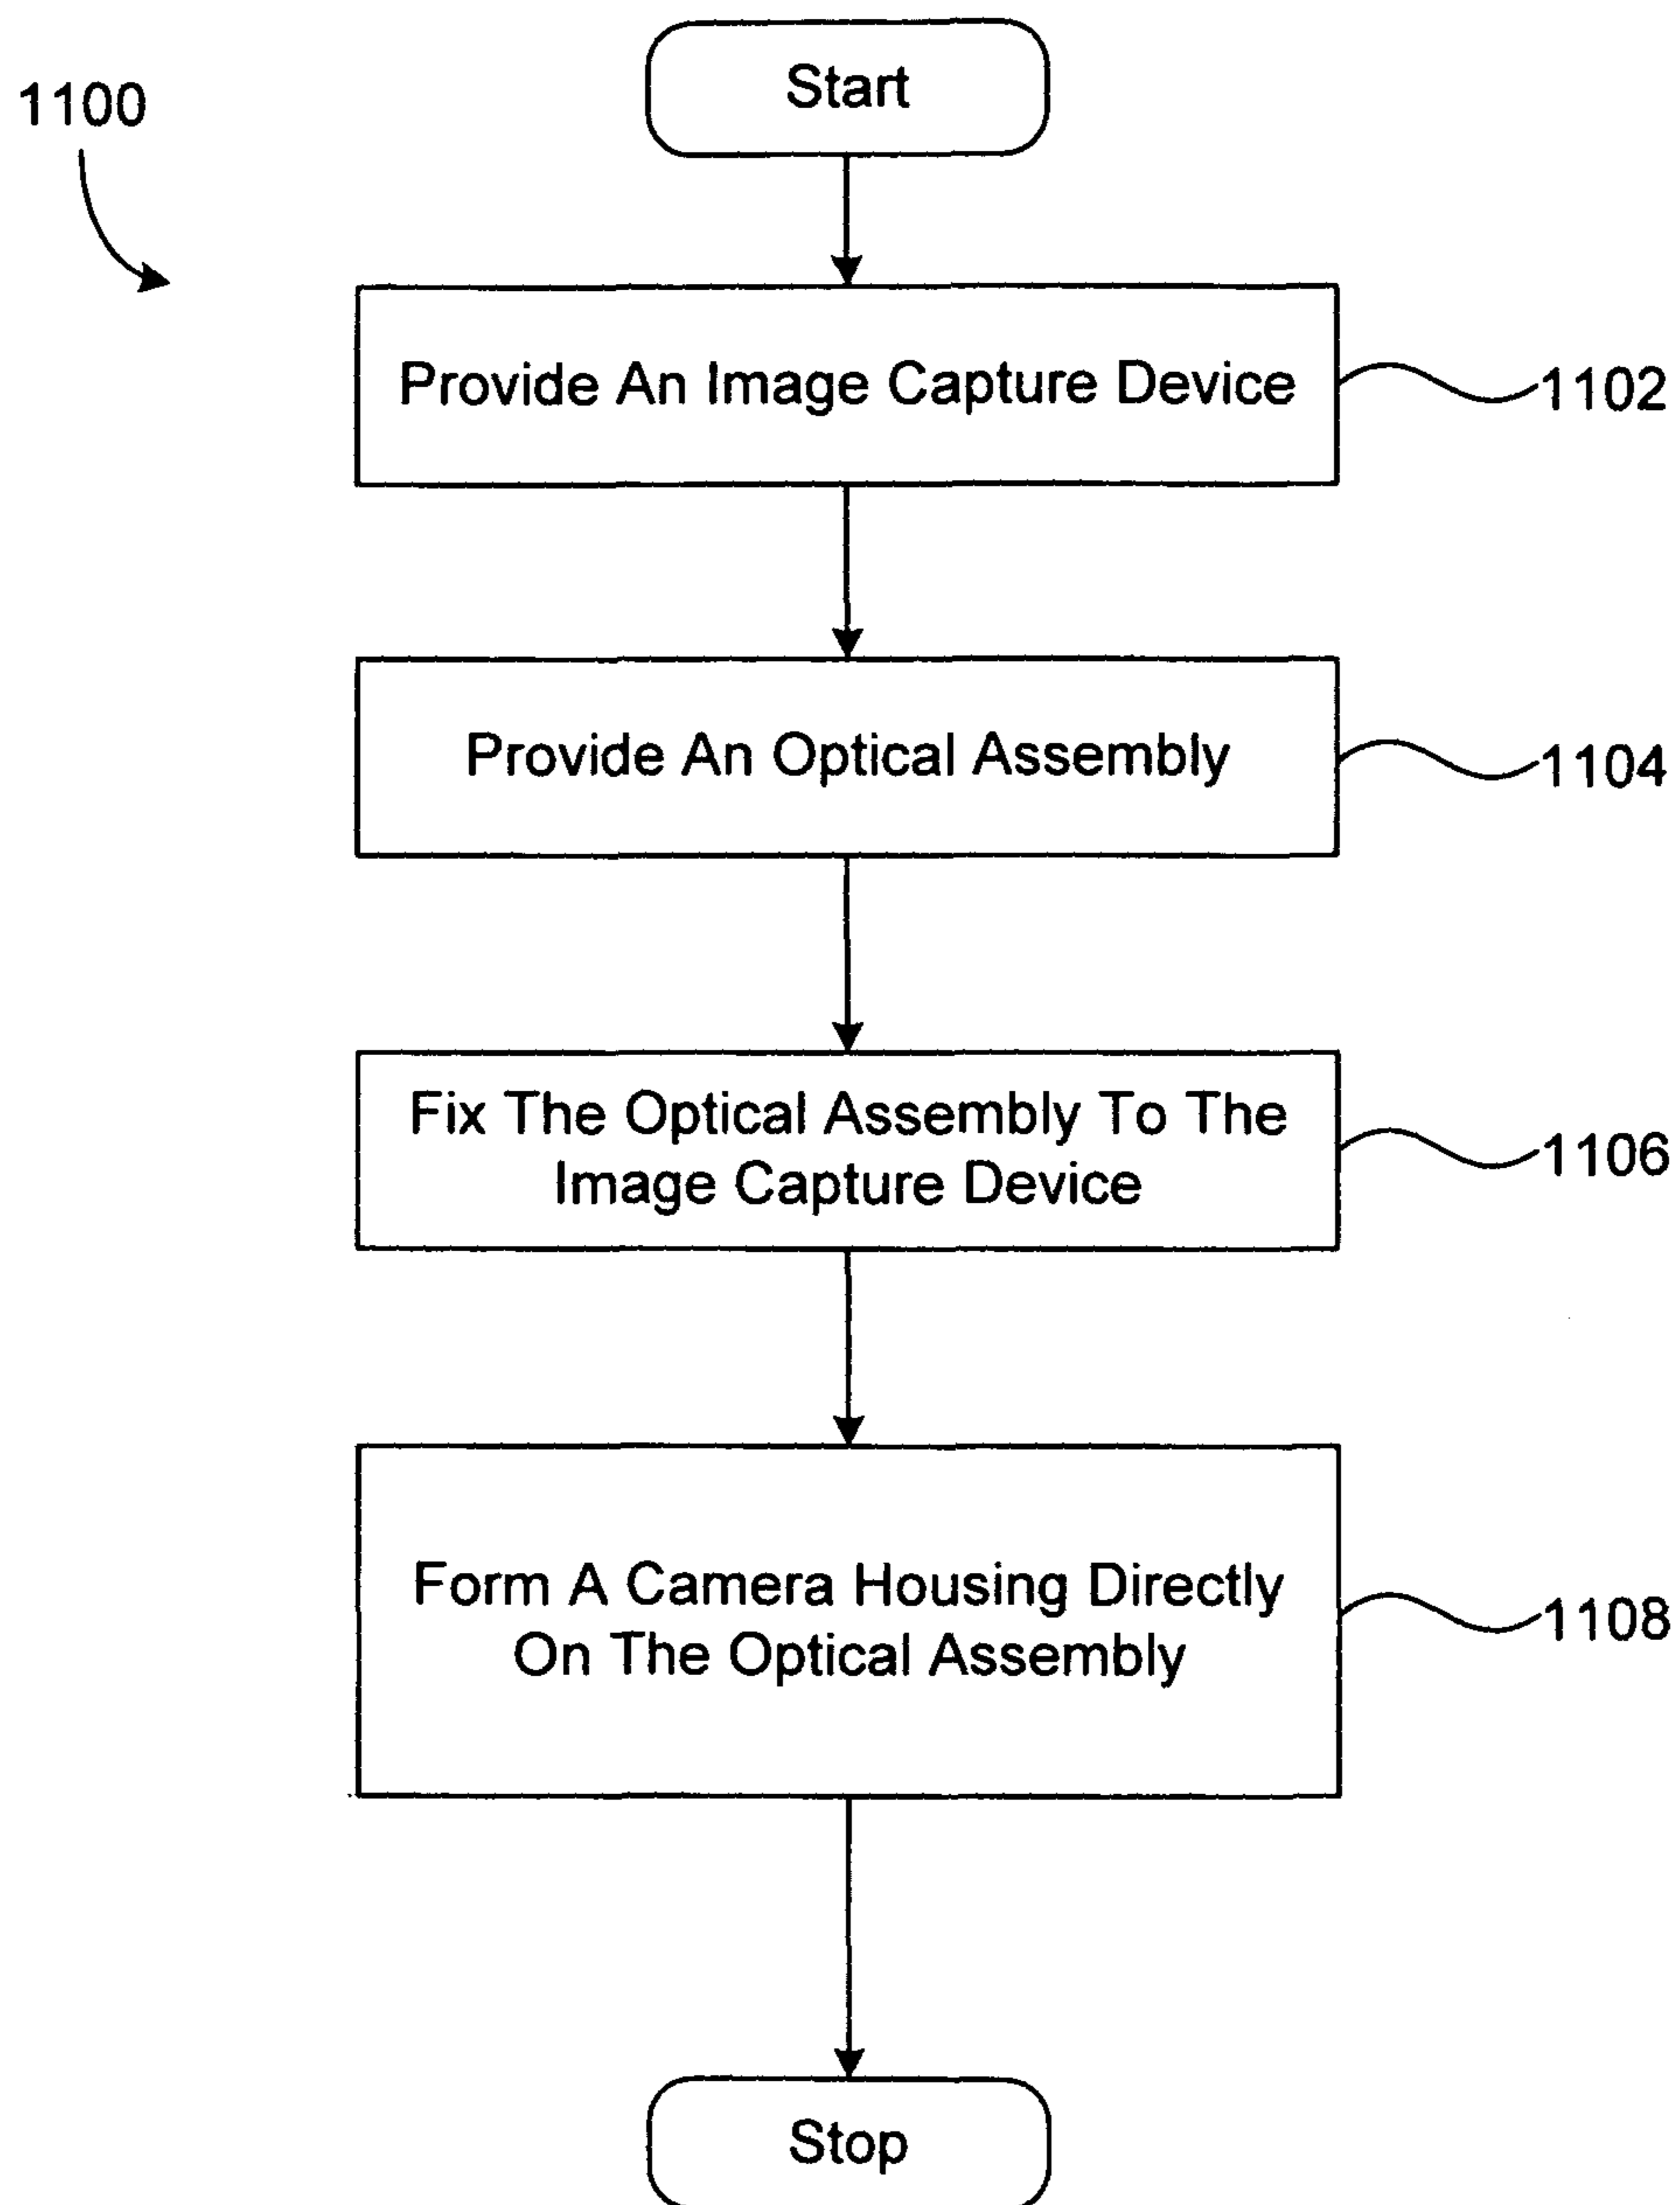 Start
1100
Provide An Image Capture Device
1102
Provide An Optical Assembly
1104
Fix The Optical Assembly To The
Image Capture Device
1106
Form A Camera Housing Directly
On The Optical Assembly
1108
Stop